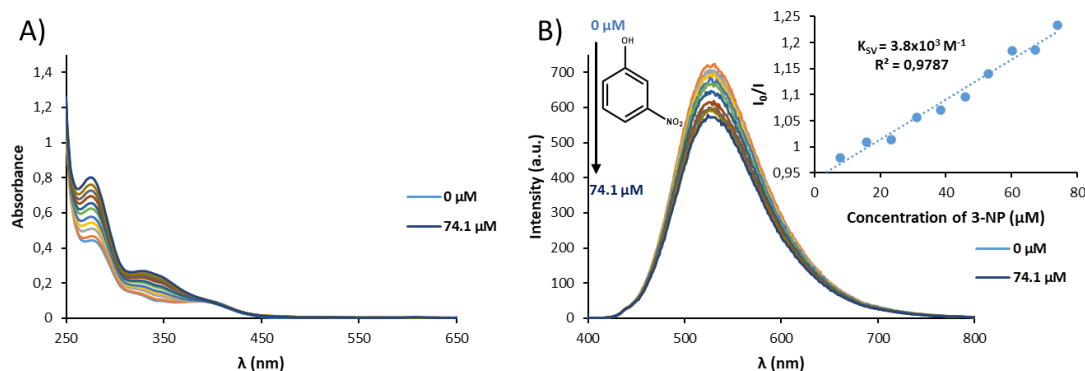 A)
1,4
1,2
1
0,8
0,6
0,4
0,2
0
250
350
450
550
650
Absorbance
λ (nm)
0 µM
74.1 µM
B)
0 µM
74.1 µM
OH
NO₂
800
700
600
500
400
300
200
100
0
400
500
600
700
800
Intensity (a.u.)
λ (nm)
KSV = 3.8x10³ M⁻¹
R² = 0,9787
1,25
1,2
1,15
1,1
1,05
1
0,95
0
20
40
60
80
I₀/I
Concentration of 3-NP (µM)
0 µM
74.1 µM